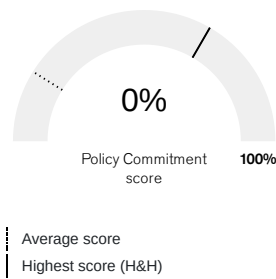 0%
Policy Commitment
score
100%
Average score
Highest score (H&H)